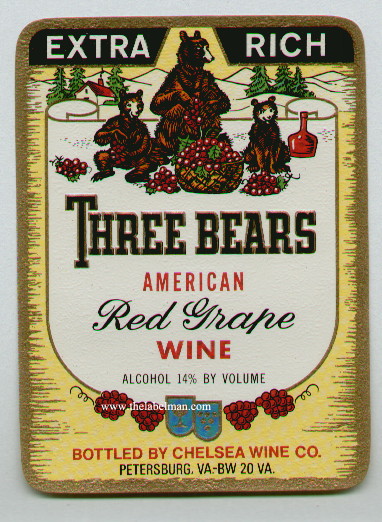 EXTRA RICH
THREE BEARS
AMERICAN
Red Grape
WINE
ALCOHOL 14% BY VOLUME
www.thelabelman.com
BOTTLED BY CHELSEA WINE CO.
PETERSBURG, VA.-BW 20 VA.